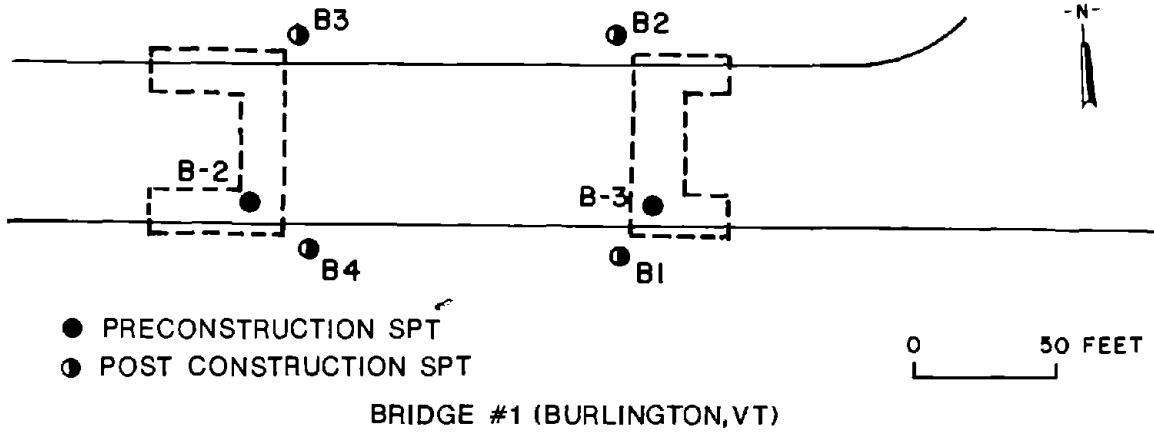 B3
B2
-N-
B-2
B-3
B4
B1
PRECONSTRUCTION SPT
POST CONSTRUCTION SPT
0 50 FEET
BRIDGE #1 (BURLINGTON,VT)